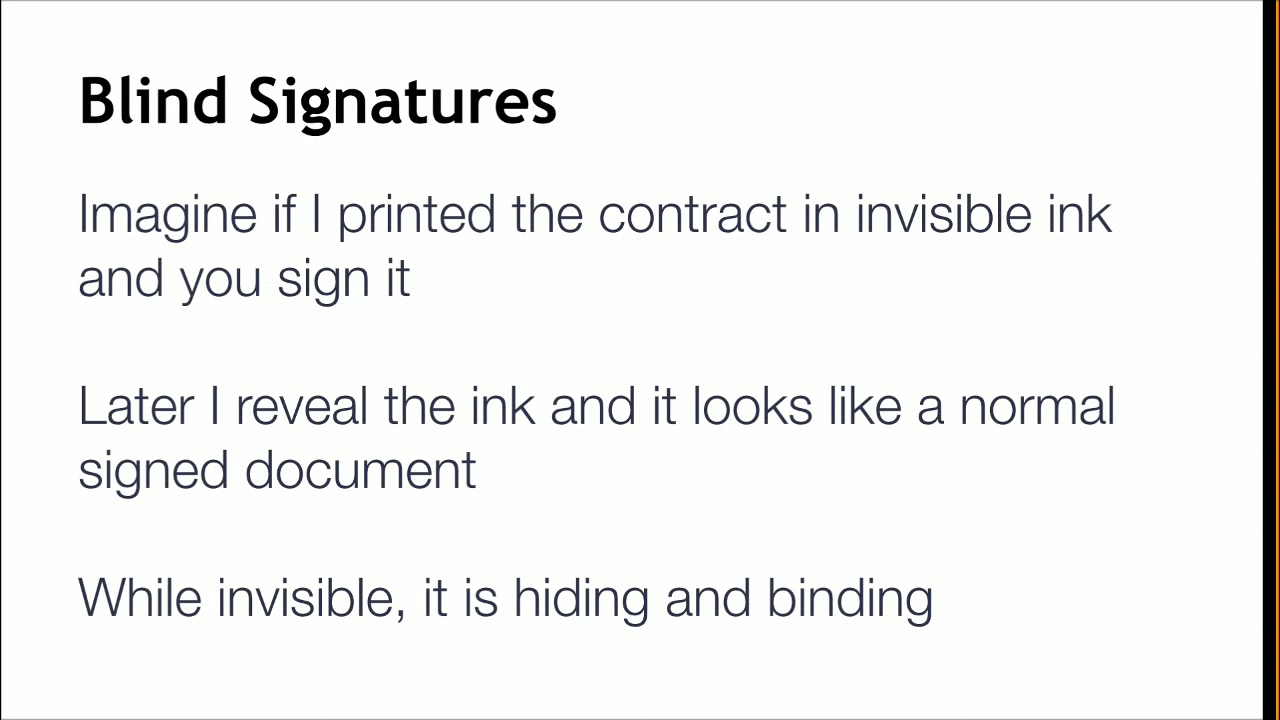 Blind Signatures
Imagine if I printed the contract in invisible ink
and you sign it
Later I reveal the ink and it looks like a normal
signed document
While invisible, it is hiding and binding